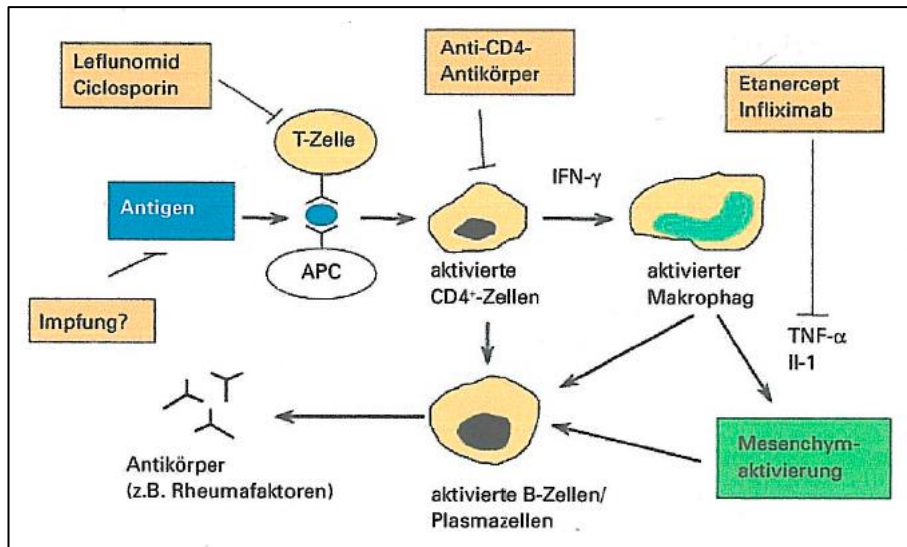 Leflunomid
Ciclosporin
Anti-CD4-
Antikörper
Etanercept
Infliximab
T-Zelle
IFN-γ
Antigen
APC
aktivierte
CD4⁺-Zellen
aktivierter
Makrophag
Impfung?
TNF-α
Il-1
Antikörper
(z.B. Rheumafaktoren)
aktivierte B-Zellen/
Plasmazellen
Mesenchym-
aktivierung